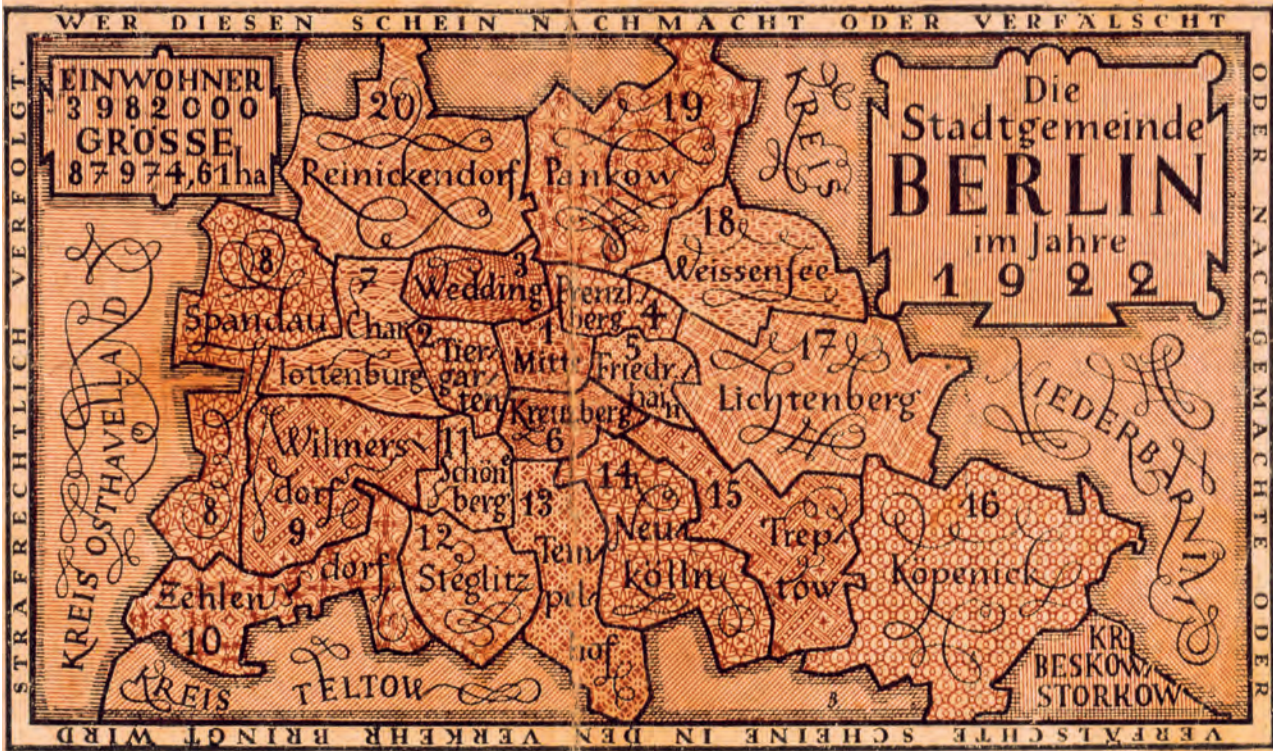 WER DIESEN SCHEIN NACHMACHT ODER VERFÄLSCHT
ODER NACHGEMACHTE ODER
VERFÄLSCHTE SCHEINE IN DEN VERKEHR BRINGT WIRD
STRAFRECHTLICH VERFOLGT.
EINWOHNER
3982000
GRÖSSE
87974,61ha
Die
Stadtgemeinde
BERLIN
im Jahre
1922
KREIS
NIEDERBARNIM
KREIS OSTHAVELLAND
KREIS TELTOW
KR.
BESKOW
STORKOW
20
Reinickendorf
19
Pankow
18
Weissensee
8
Spandau
7
Char
lottenburg
3
Wedding
Prenzl.
berg
4
2
Tier
gar
ten
1
Mitte
5
Friedr.
hain
17
Lichtenberg
Kreuzberg
6
Wilmers
dorf
9
11
Schön
berg
8
14
Neu
kölln
15
Trep
tow
16
Köpenick
13
Tem
pel
hof
12
Steglitz
Zehlen
dorf
10